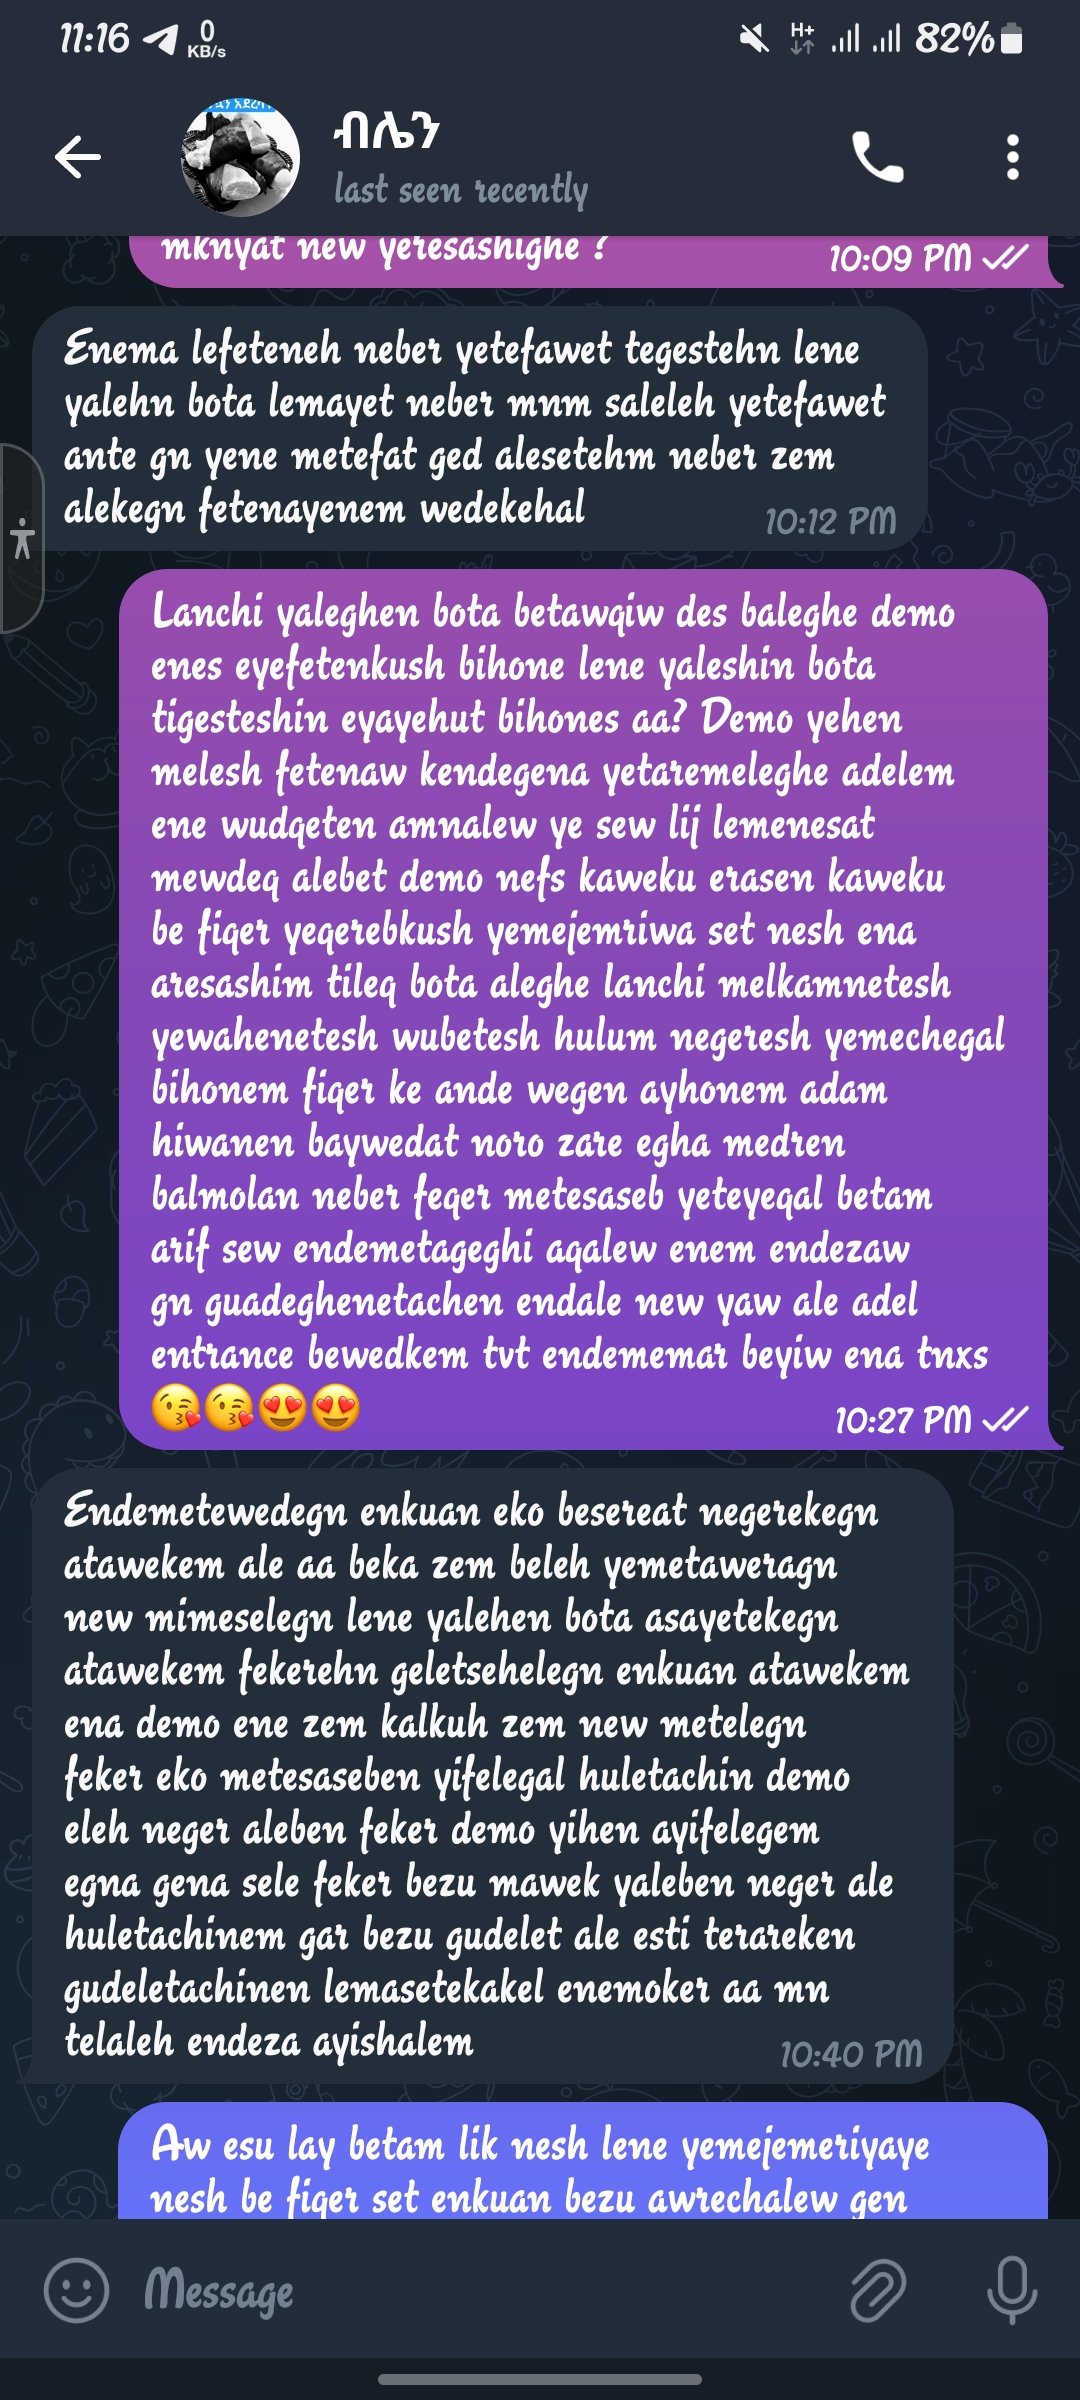 11:16 0 KB/s H+ 82%
ብሌን
last seen recently
mknyat new yeresashighe ?
10:09 PM
Enema lefeteneh neber yetefawet tegestehn lene
yalehn bota lemayet neber mnm saleleh yetefawet
ante gn yene metefat ged alesetehm neber zem
alekegn fetenayenem wedekehal
10:12 PM
Lanchi yaleghen bota betawqiw des baleghe demo
enes eyefetenkush bihone lene yaleshin bota
tigesteshin eyayehut bihones aa? Demo yehen
melesh fetenaw kendegena yetaremeleghe adelem
ene wudqeten amnalew ye sew lij lemenesat
mewdeq alebet demo nefs kaweku erasen kaweku
be fiqer yeqerebkush yemejemriwa set nesh ena
aresashim tileq bota aleghe lanchi melkamnetesh
yewahenetesh wubetesh hulum negeresh yemechegal
bihonem fiqer ke ande wegen ayhonem adam
hiwanen baywedat noro zare egha medren
balmolan neber feqer metesaseb yeteyeqal betam
arif sew endemetageghi aqalew enem endezaw
gn guadeghenetachen endale new yaw ale adel
entrance bewedkem tvt endememar beyiw ena tnxs
😘😘😍😍
10:27 PM
Endemetewedegn enkuan eko besereat negerekegn
atawekem ale aa beka zem beleh yemetaweragn
new mimeselegn lene yalehen bota asayetekegn
atawekem fekerehn geletsehelegn enkuan atawekem
ena demo ene zem kalkuh zem new metelegn
feker eko metesaseben yifelegal huletachin demo
eleh neger aleben feker demo yihen ayifelegem
egna gena sele feker bezu mawek yaleben neger ale
huletachinem gar bezu gudelet ale esti terareken
gudeletachinen lemasetekakel enemoker aa mn
telaleh endeza ayishalem
10:40 PM
Aw esu lay betam lik nesh lene yemejemeriyaye
nesh be fiqer set enkuan bezu awrechalew gen
Message